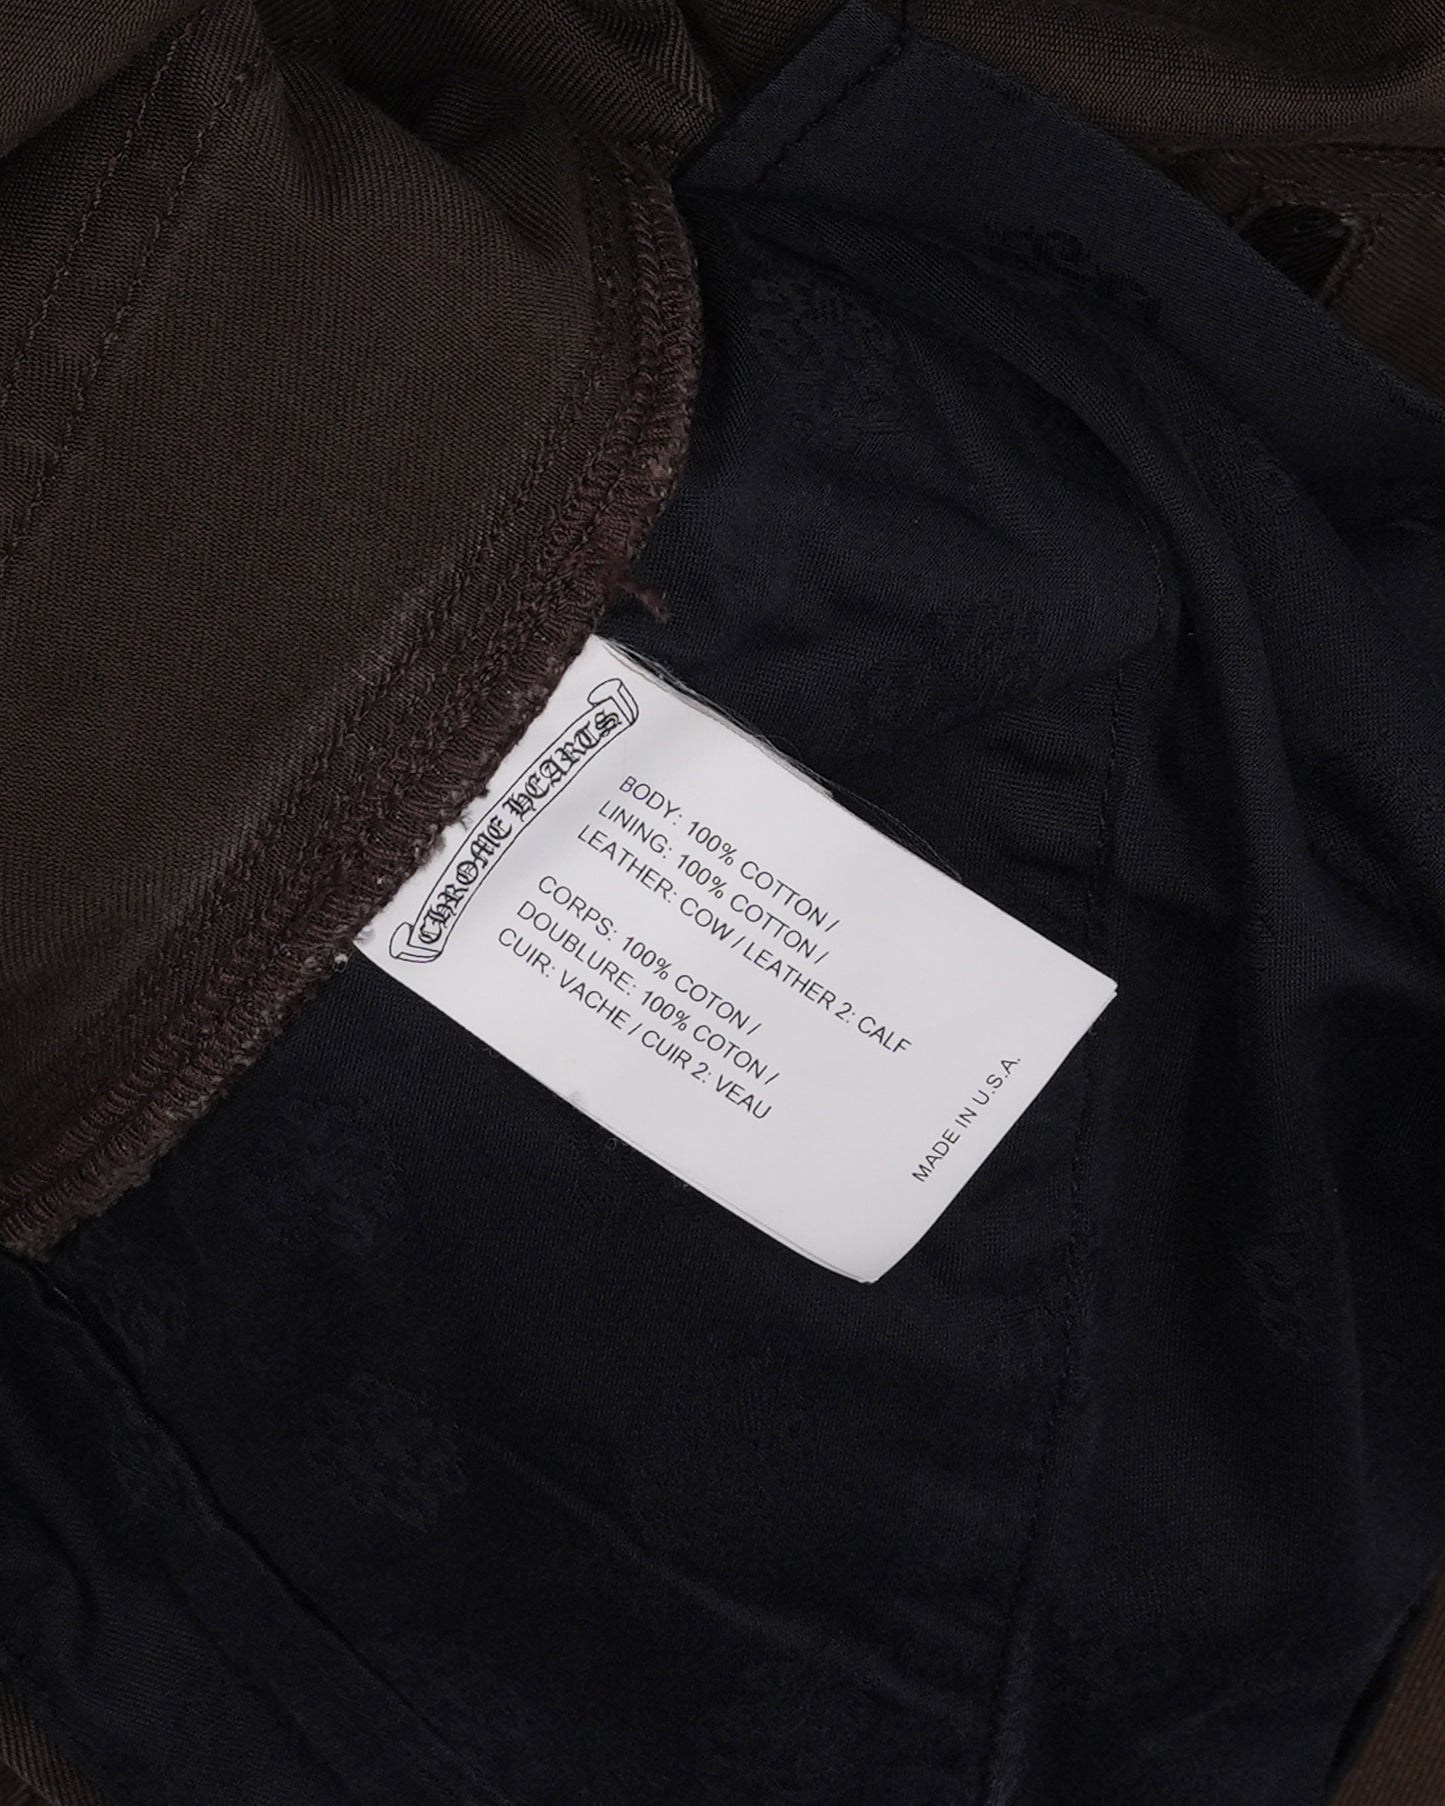 CHROME HEARTS
BODY: 100% COTTON /
LINING: 100% COTTON /
LEATHER: COW / LEATHER 2: CALF
CORPS: 100% COTON /
DOUBLURE: 100% COTON /
CUIR: VACHE / CUIR 2: VEAU
MADE IN U.S.A.